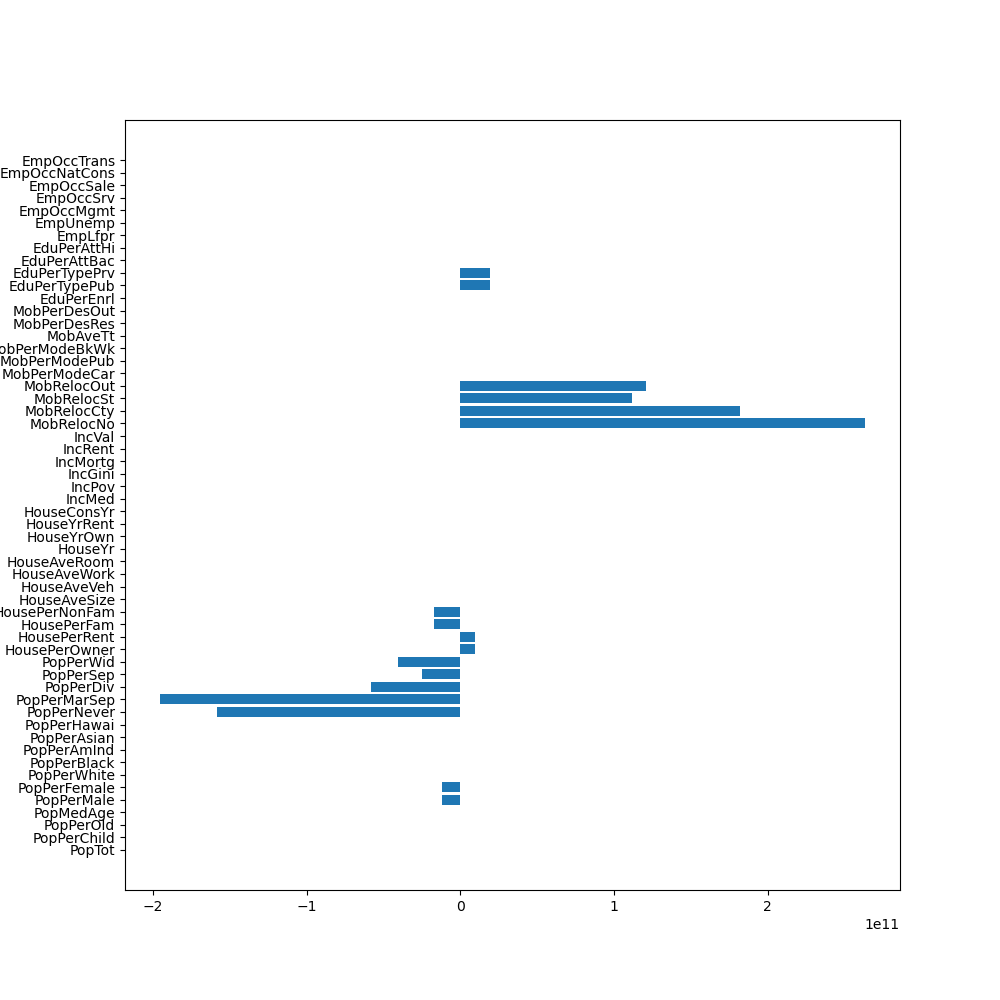 EmpOccTrans
EmpOccNatCons
EmpOccSale
EmpOccSrv
EmpOccMgmt
EmpUnemp
EmpLfpr
EduPerAttHi
EduPerAttBac
EduPerTypePrv
EduPerTypePub
EduPerEnrl
MobPerDesOut
MobPerDesRes
MobAveTt
obPerModeBkWk
MobPerModePub
MobPerModeCar
MobRelocOut
MobRelocSt
MobRelocCty
MobRelocNo
IncVal
IncRent
IncMortg
IncGini
IncPov
IncMed
HouseConsYr
HouseYrRent
HouseYrOwn
HouseYr
HouseAveRoom
HouseAveWork
HouseAveVeh
HouseAveSize
HousePerNonFam
HousePerFam
HousePerRent
HousePerOwner
PopPerWid
PopPerSep
PopPerDiv
PopPerMarSep
PopPerNever
PopPerHawai
PopPerAsian
PopPerAmInd
PopPerBlack
PopPerWhite
PopPerFemale
PopPerMale
PopMedAge
PopPerOld
PopPerChild
PopTot
−2 −1 0 1 2
1e11